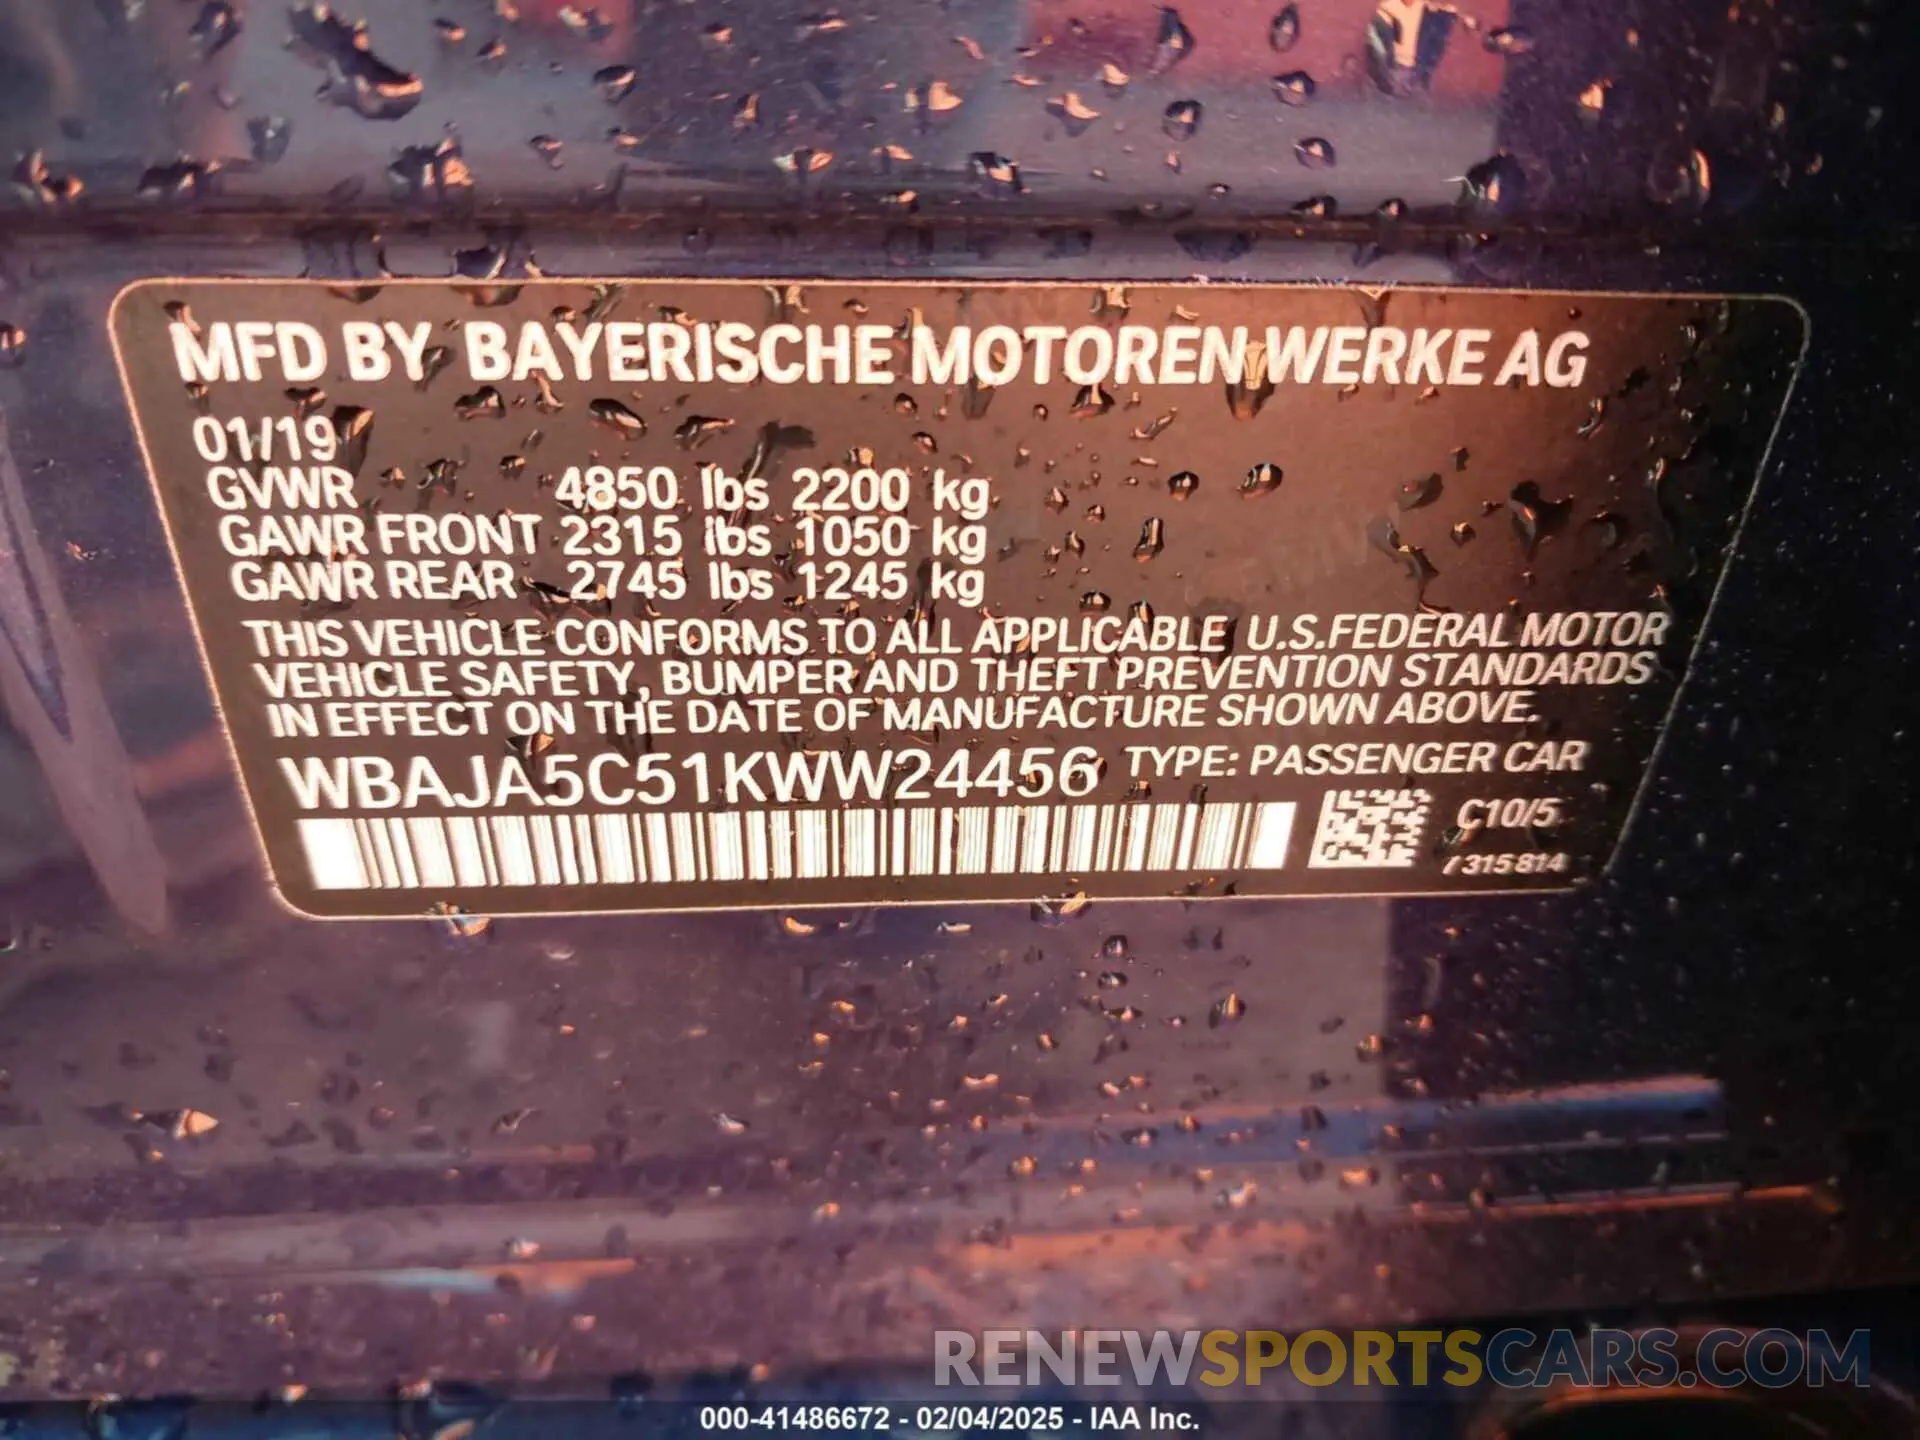 MFD BY BAYERISCHE MOTOREN WERKE AG
01/19
GVWR 4850 lbs 2200 kg
GAWR FRONT 2315 lbs 1050 kg
GAWR REAR 2745 lbs 1245 kg
THIS VEHICLE CONFORMS TO ALL APPLICABLE U.S.FEDERAL MOTOR
VEHICLE SAFETY, BUMPER AND THEFT PREVENTION STANDARDS
IN EFFECT ON THE DATE OF MANUFACTURE SHOWN ABOVE.
WBAJA5C51KWW24456 TYPE: PASSENGER CAR
C10/5
7315814
RENEWSPORTSCARS.COM
000-41486672 - 02/04/2025 - IAA Inc.